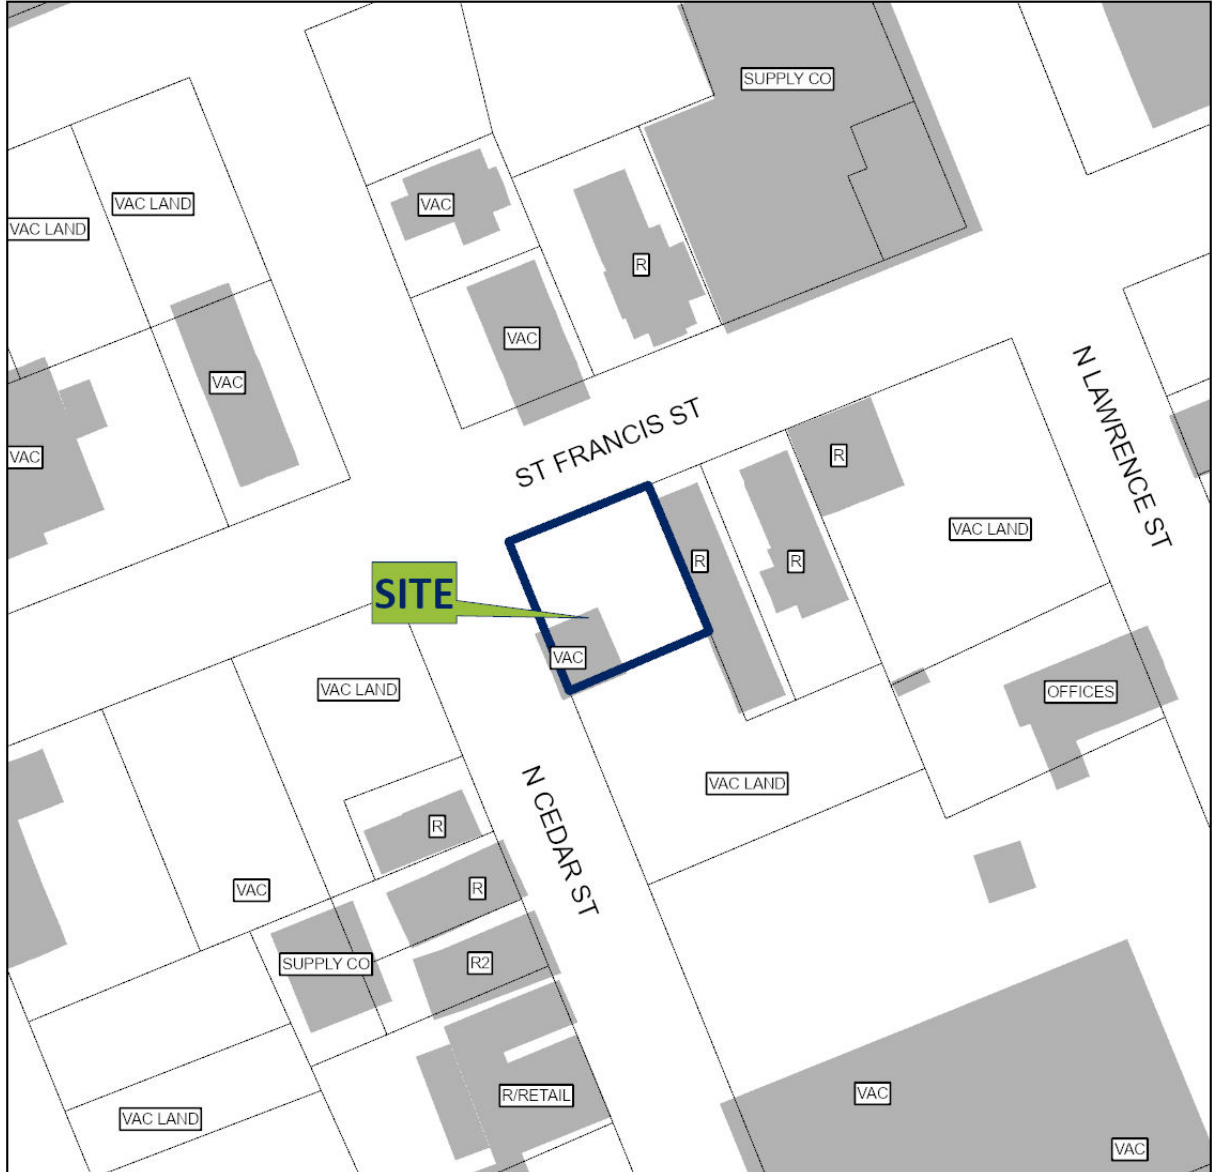 SUPPLY CO
VAC LAND
VAC
VAC LAND
R
VAC
VAC
N LAWRENCE ST
ST FRANCIS ST
VAC
R
VAC LAND
R
R
SITE
VAC
VAC LAND
OFFICES
VAC LAND
R
N CEDAR ST
VAC
R
SUPPLY CO
R2
R/RETAIL
VAC
VAC LAND
VAC